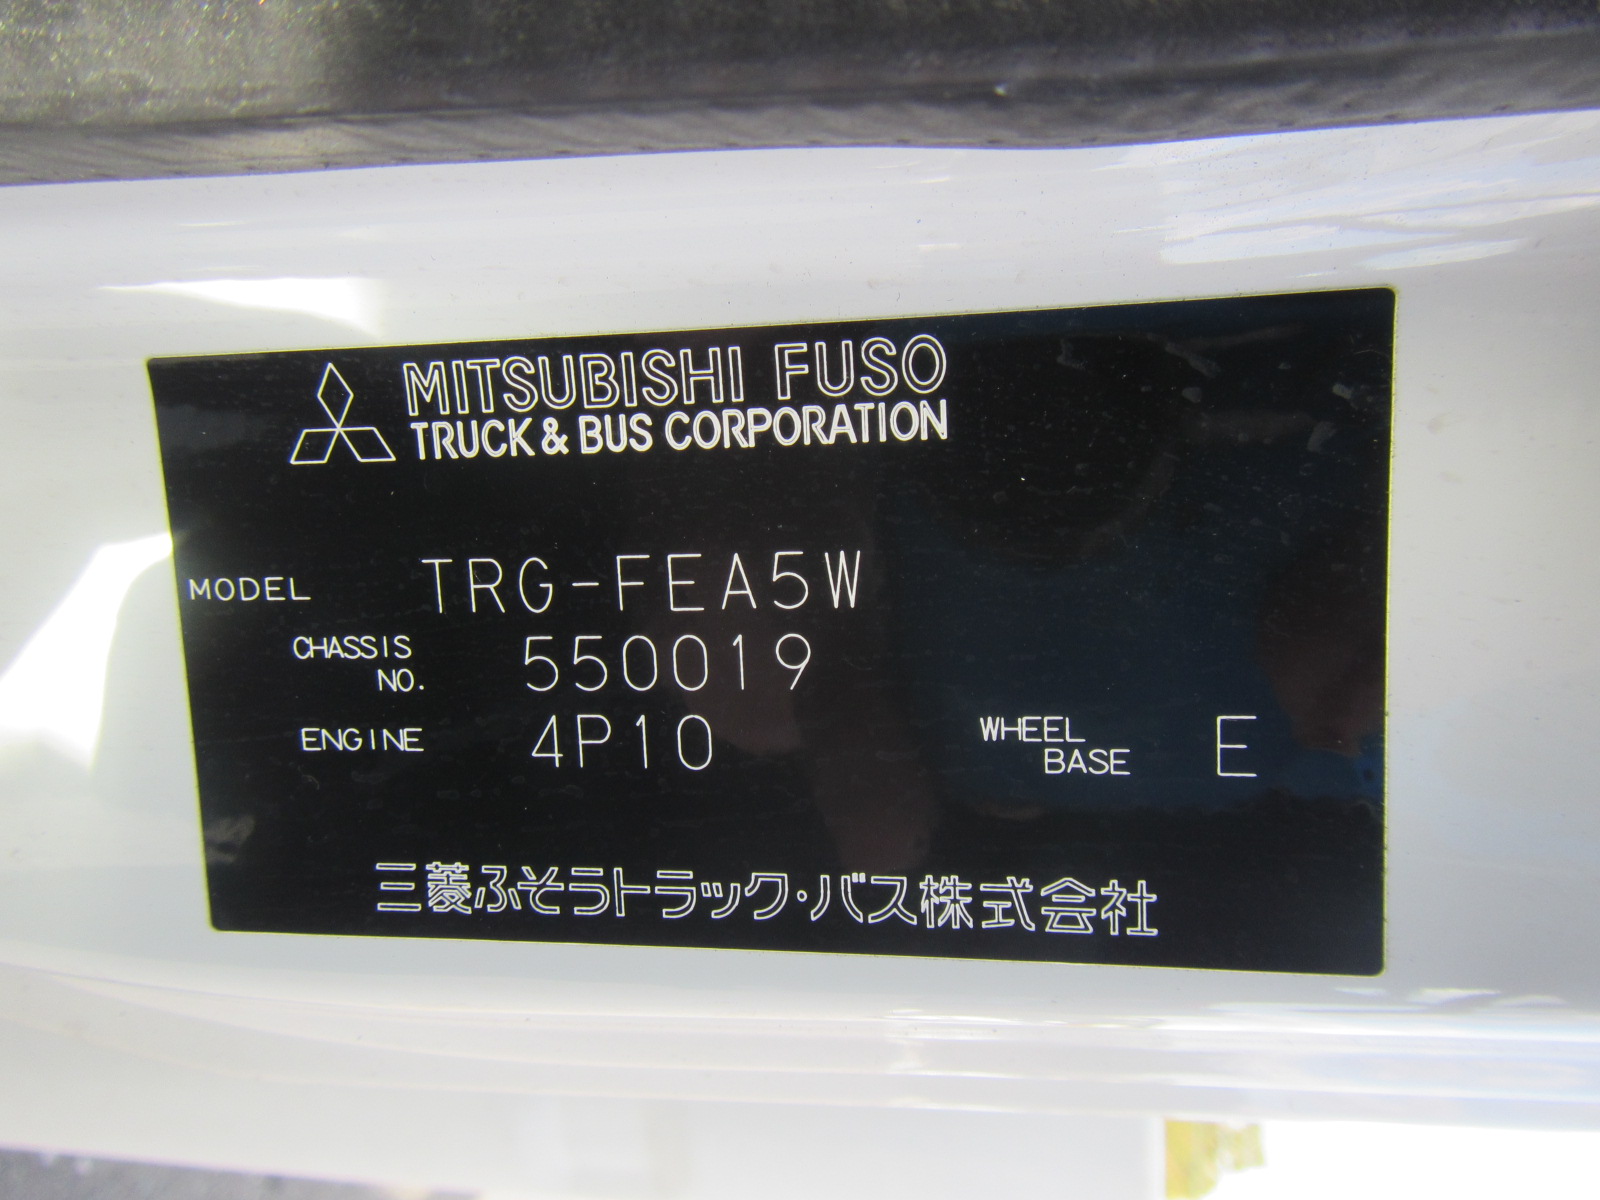 MITSUBISHI FUSO
TRUCK & BUS CORPORATION
MODEL TRG-FEA5W
CHASSIS NO. 550019
ENGINE 4P10 WHEEL BASE E
三菱ふそうトラック・バス株式会社